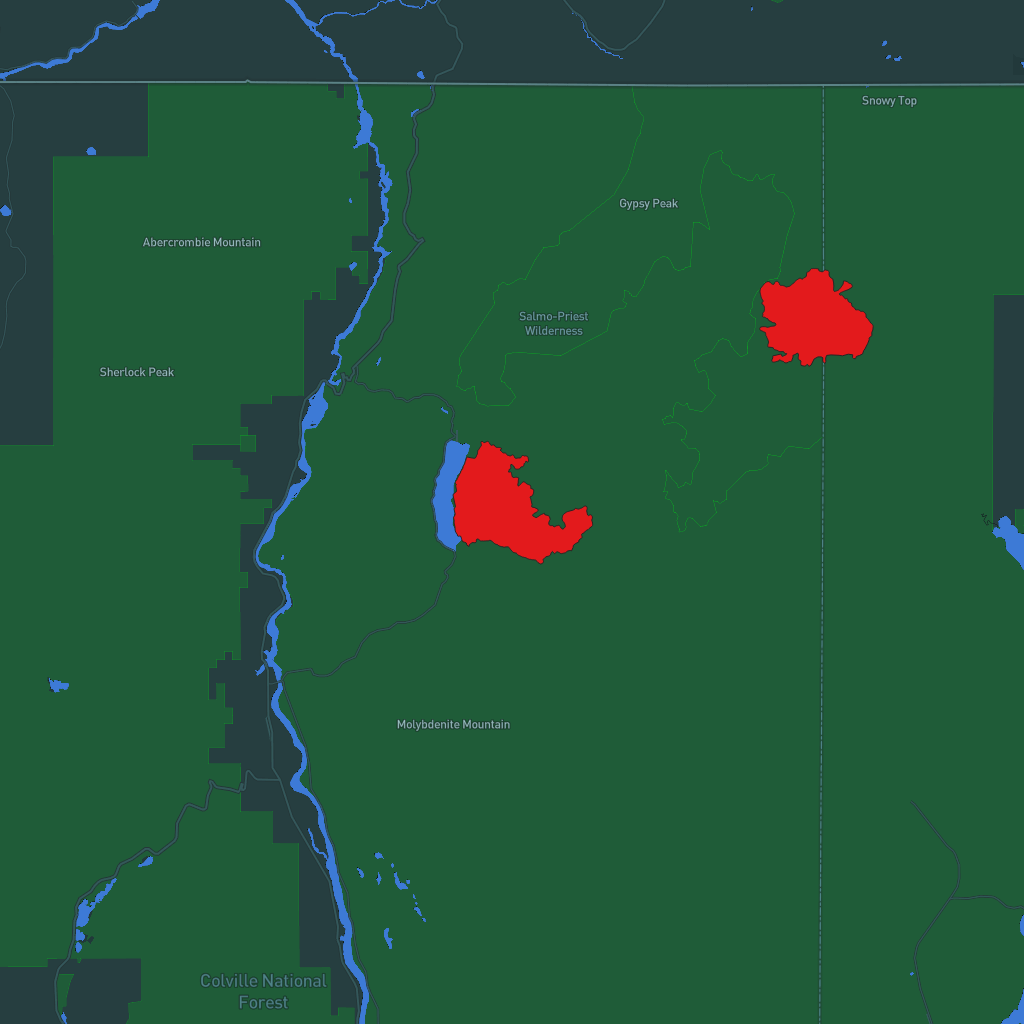 Snowy Top
Gypsy Peak
Abercrombie Mountain
Salmo-Priest
Wilderness
Sherlock Peak
Molybdenite Mountain
Colville National
Forest